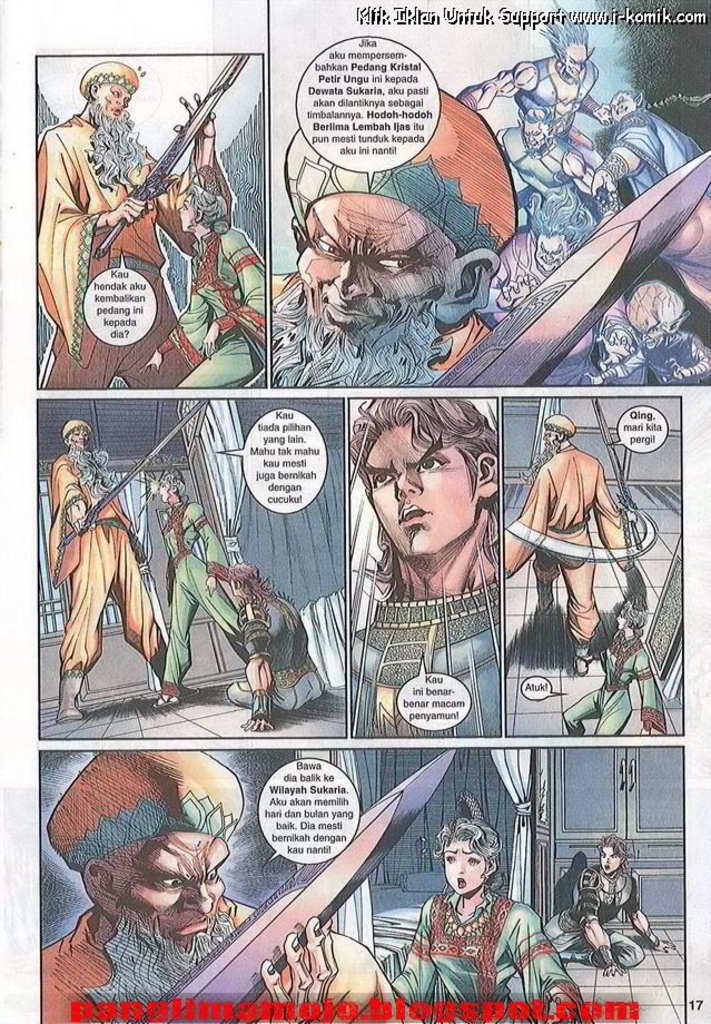 Klik Iklan Untuk Support www.i-komik.com
Kau
hendak aku
kembalikan
pedang ini
kepada
dia?
Jika
aku mempersem-
bahkan Pedang Kristal
Petir Ungu ini kepada
Dewata Sukaria, aku pasti
akan dilantiknya sebagai
timbalannya. Hodoh-hodoh
Berlima Lembah Ijas itu
pun mesti tunduk kepada
aku ini nanti!
Kau
tiada pilihan
yang lain.
Mahu tak mahu
kau mesti
juga bernikah
dengan
cucuku!
Kau
ini benar-
benar macam
penyamun!
Qing,
mari kita
pergi!
Atuk!
Bawa
dia balik ke
Wilayah Sukaria.
Aku akan memilih
hari dan bulan yang
baik. Dia mesti
bernikah dengan
kau nanti!
17
panglimamojo.blogspot.com